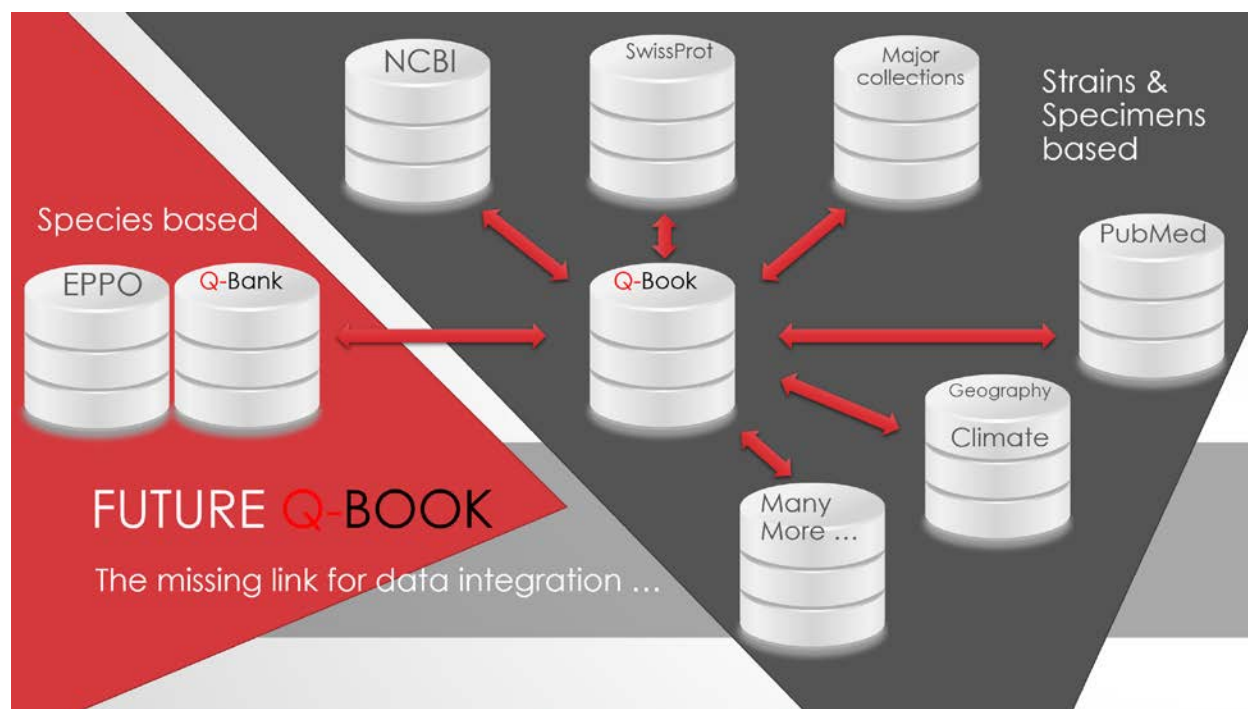 NCBI
SwissProt
Major
collections
Strains &
Specimens
based
Species based
EPPO
Q-Bank
Q-Book
PubMed
Geography
Climate
Many
More ...
FUTURE Q-BOOK
The missing link for data integration ...